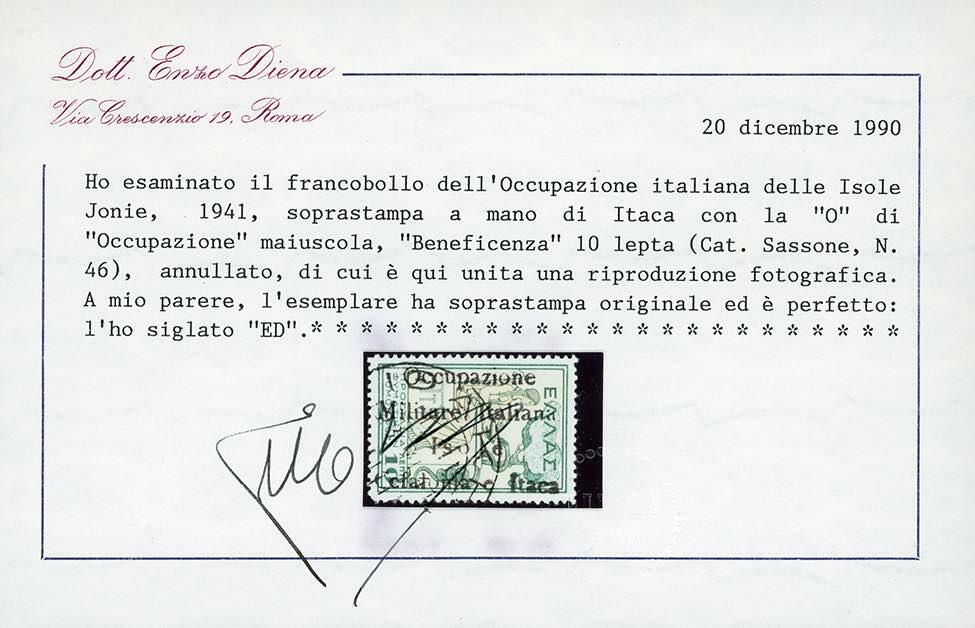 Dott. Enzo Diena
Via Crescenzio 19, Roma
20 dicembre 1990
Ho esaminato il francobollo dell'Occupazione italiana delle Isole
Jonie, 1941, soprastampa a mano di Itaca con la "O" di
"Occupazione" maiuscola, "Beneficenza" 10 lepta (Cat. Sassone, N.
46), annullato, di cui è qui unita una riproduzione fotografica.
A mio parere, l'esemplare ha soprastampa originale ed è perfetto:
l'ho siglato "ED".* * * * * * * * * * * * * * * * * * * * * * *
Occupazione
Militare Italiana
e Itaca
ΕΛΛΑΣ
10